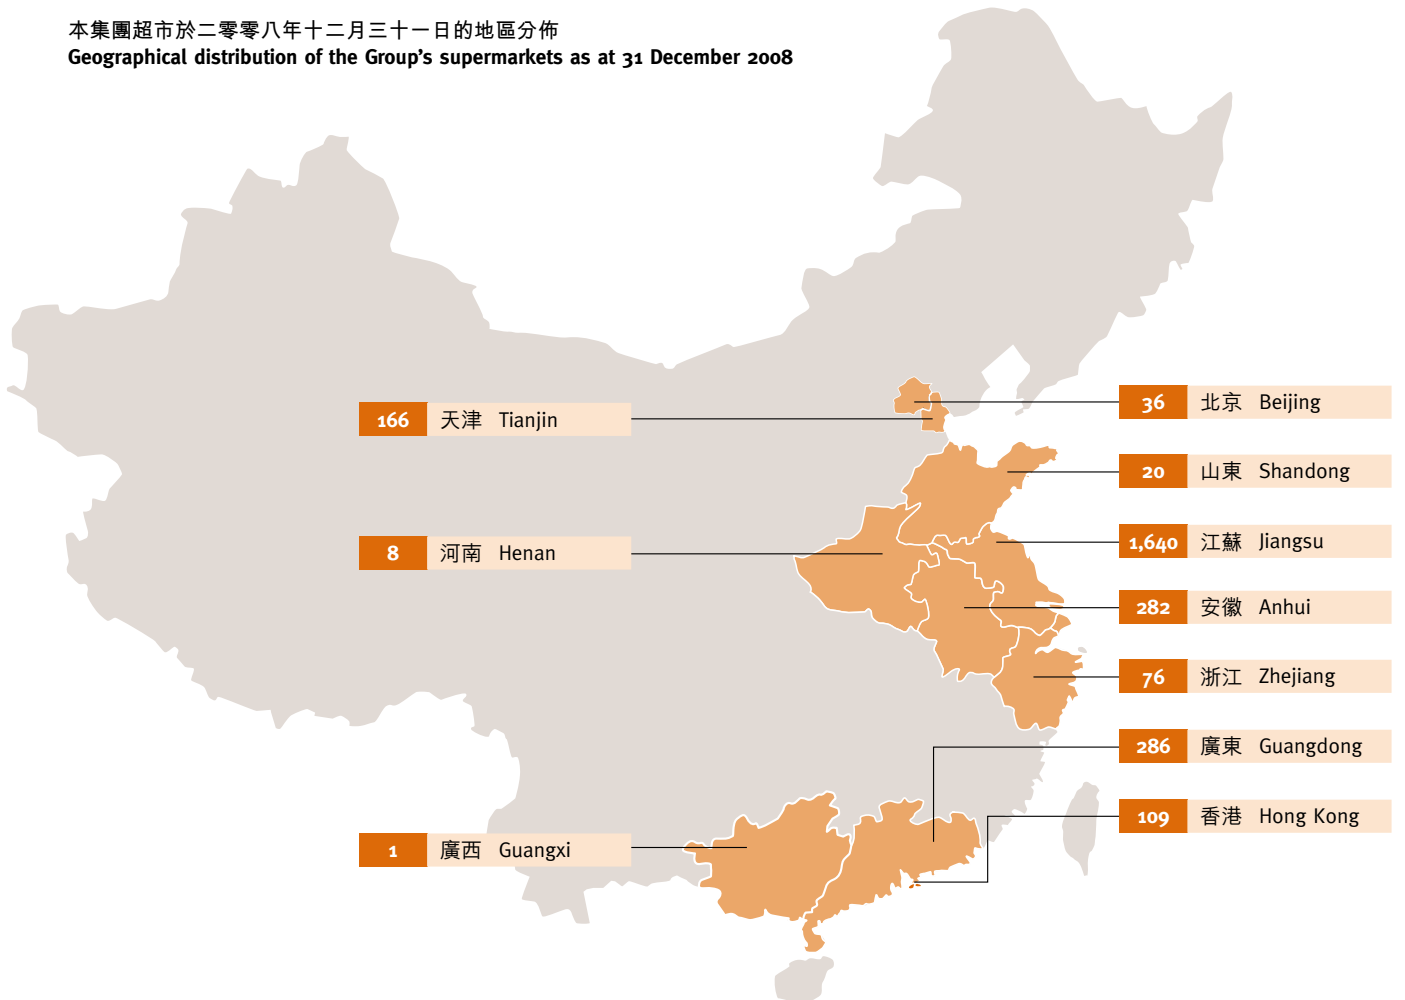 本集團超市於二零零八年十二月三十一日的地區分佈
Geographical distribution of the Group’s supermarkets as at 31 December 2008
166 天津 Tianjin
8 河南 Henan
1 廣西 Guangxi
36 北京 Beijing
20 山東 Shandong
1,640 江蘇 Jiangsu
282 安徽 Anhui
76 浙江 Zhejiang
286 廣東 Guangdong
109 香港 Hong Kong